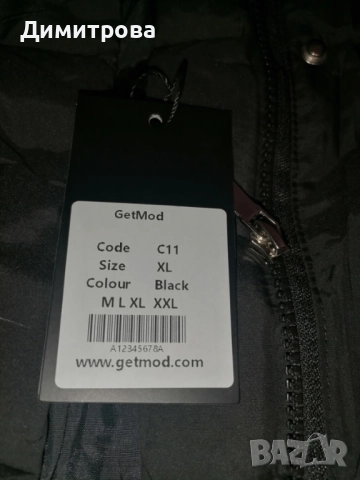 Димитрова
GetMod
Code C11
Size XL
Colour Black
M L XL XXL
A12345678A
www.getmod.com
BAZAR